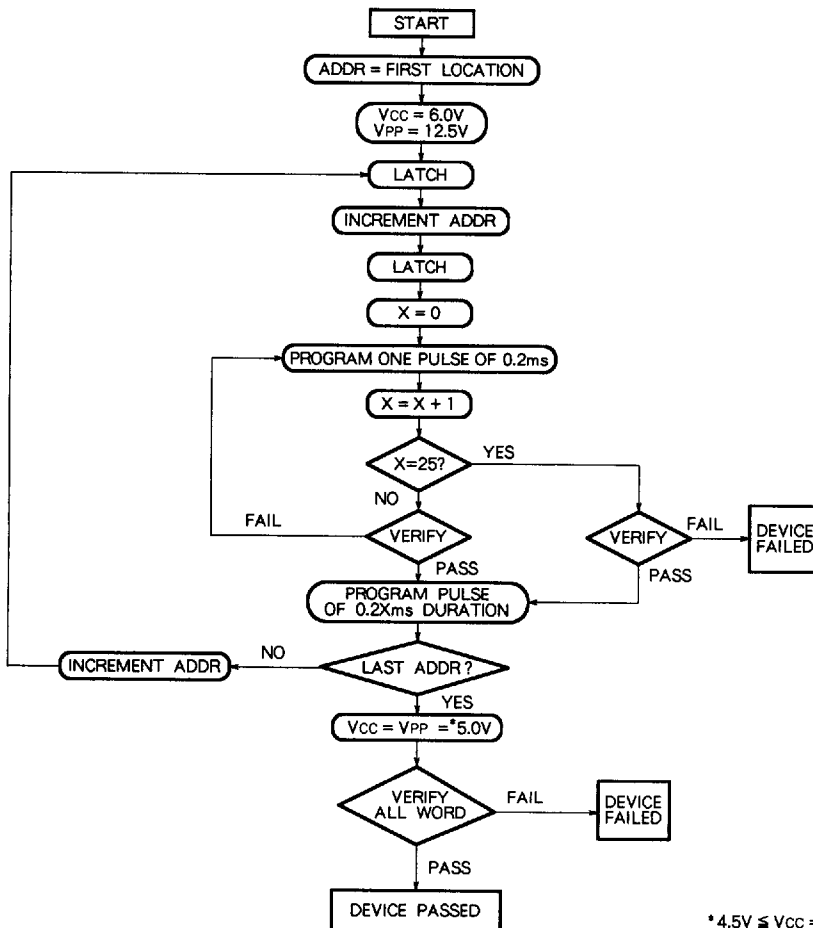 START
ADDR = FIRST LOCATION
VCC = 6.0V
VPP = 12.5V
LATCH
INCREMENT ADDR
LATCH
X = 0
PROGRAM ONE PULSE OF 0.2ms
X = X + 1
X=25?
YES
NO
FAIL
VERIFY
VERIFY
FAIL
DEVICE
FAILED
PASS
PASS
PROGRAM PULSE
OF 0.2Xms DURATION
INCREMENT ADDR
NO
LAST ADDR?
YES
VCC = VPP =*5.0V
VERIFY
ALL WORD
FAIL
DEVICE
FAILED
PASS
DEVICE PASSED
*4.5V ≦ VCC =